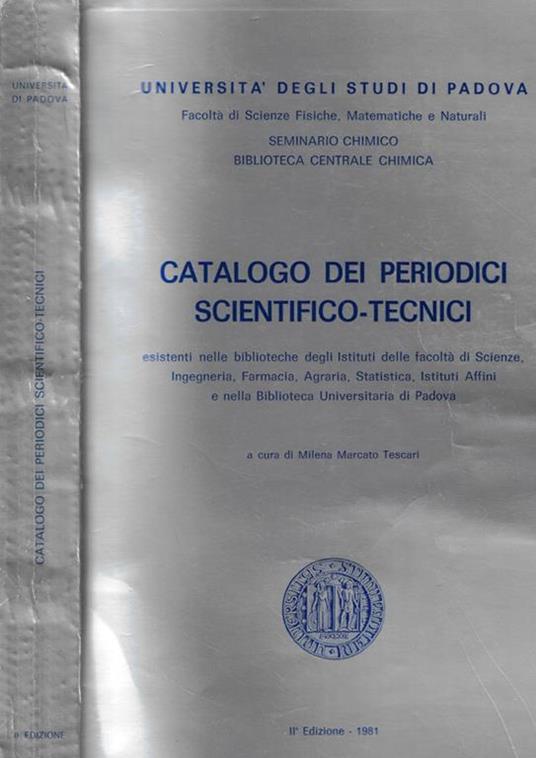 UNIVERSITÀ
DI PADOVA
CATALOGO DEI PERIODICI SCIENTIFICO-TECNICI
II EDIZIONE
UNIVERSITA' DEGLI STUDI DI PADOVA
Facoltà di Scienze Fisiche, Matematiche e Naturali
SEMINARIO CHIMICO
BIBLIOTECA CENTRALE CHIMICA
CATALOGO DEI PERIODICI
SCIENTIFICO-TECNICI
esistenti nelle biblioteche degli Istituti delle facoltà di Scienze,
Ingegneria, Farmacia, Agraria, Statistica, Istituti Affini
e nella Biblioteca Universitaria di Padova
a cura di Milena Marcato Tescari
IIª Edizione - 1981